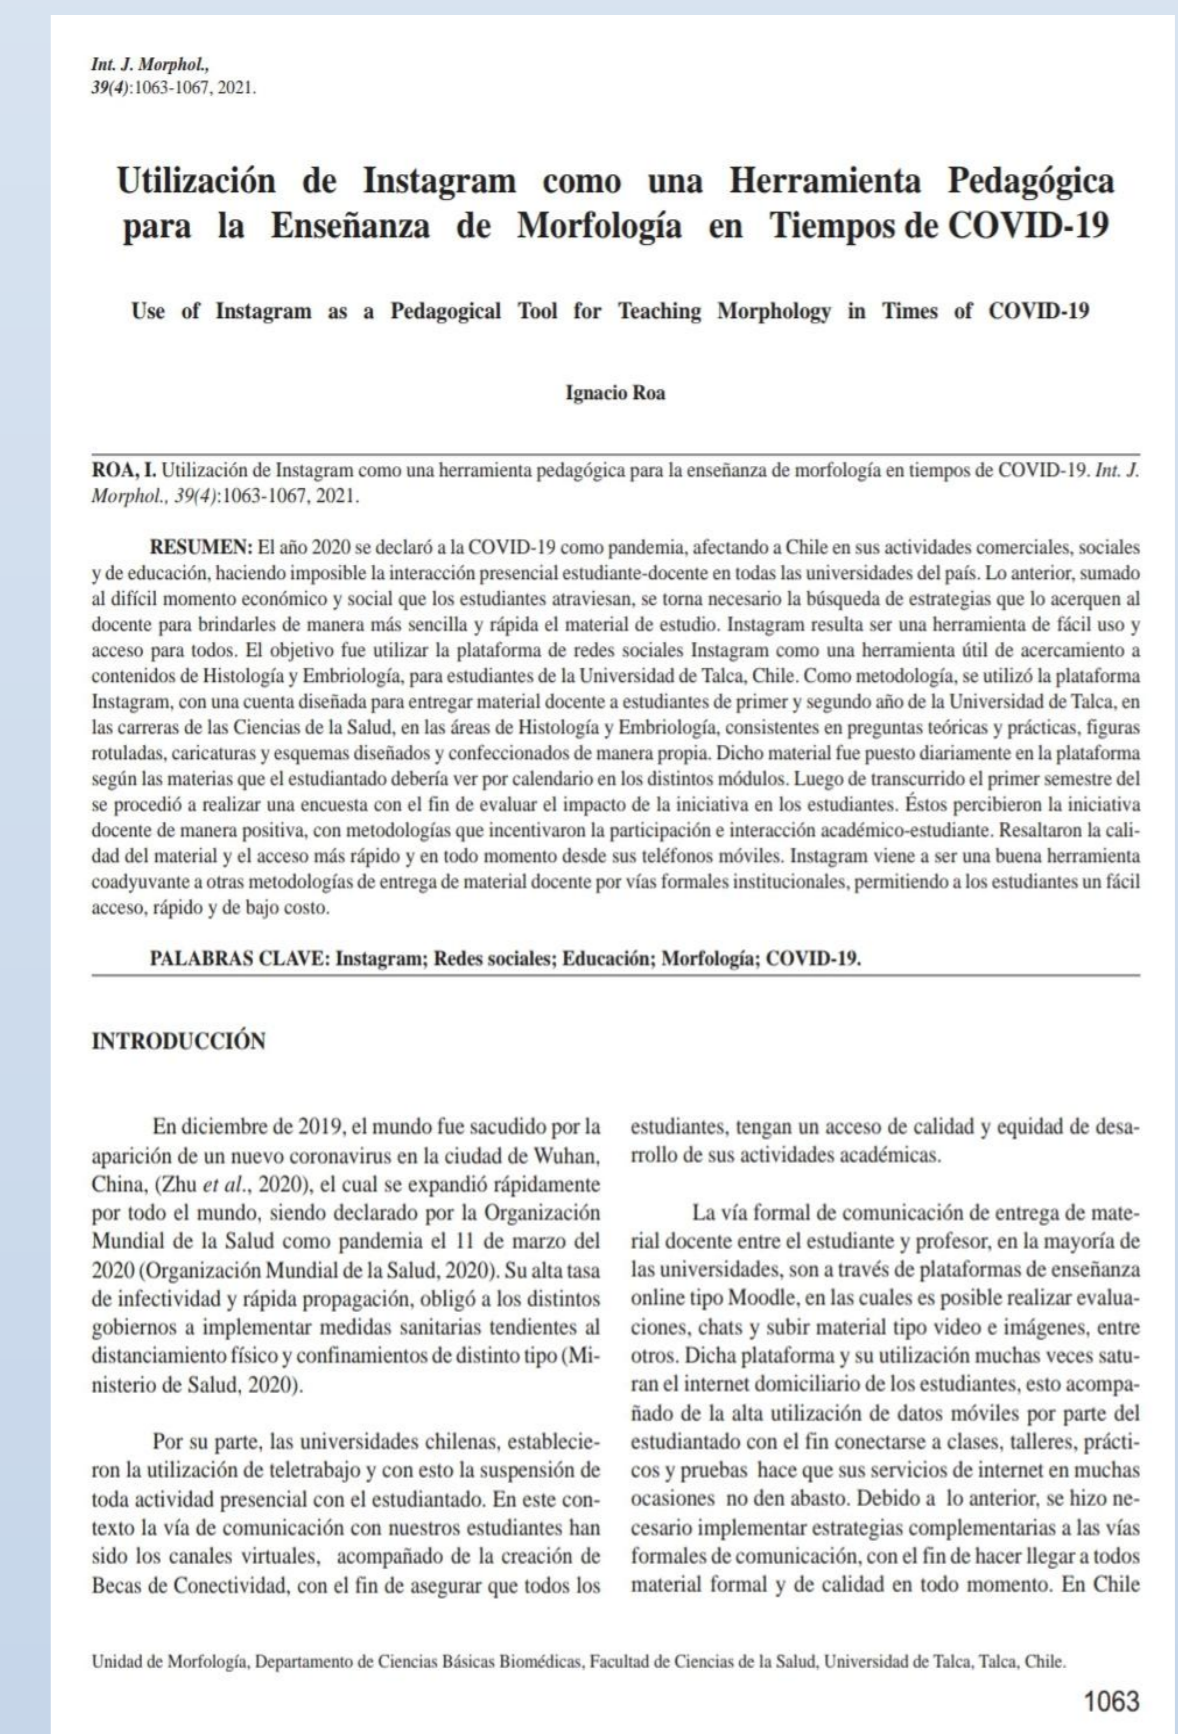 Int. J. Morphol.,
39(4):1063-1067, 2021.
Utilización de Instagram como una Herramienta Pedagógica
para la Enseñanza de Morfología en Tiempos de COVID-19
Use of Instagram as a Pedagogical Tool for Teaching Morphology in Times of COVID-19
Ignacio Roa
ROA, I. Utilización de Instagram como una herramienta pedagógica para la enseñanza de morfología en tiempos de COVID-19. Int. J.
Morphol., 39(4):1063-1067, 2021.
RESUMEN: El año 2020 se declaró a la COVID-19 como pandemia, afectando a Chile en sus actividades comerciales, sociales
y de educación, haciendo imposible la interacción presencial estudiante-docente en todas las universidades del país. Lo anterior, sumado
al difícil momento económico y social que los estudiantes atraviesan, se torna necesario la búsqueda de estrategias que lo acerquen al
docente para brindarles de manera más sencilla y rápida el material de estudio. Instagram resulta ser una herramienta de fácil uso y
acceso para todos. El objetivo fue utilizar la plataforma de redes sociales Instagram como una herramienta útil de acercamiento a
contenidos de Histología y Embriología, para estudiantes de la Universidad de Talca, Chile. Como metodología, se utilizó la plataforma
Instagram, con una cuenta diseñada para entregar material docente a estudiantes de primer y segundo año de la Universidad de Talca, en
las carreras de las Ciencias de la Salud, en las áreas de Histología y Embriología, consistentes en preguntas teóricas y prácticas, figuras
rotuladas, caricaturas y esquemas diseñados y confeccionados de manera propia. Dicho material fue puesto diariamente en la plataforma
según las materias que el estudiantado debería ver por calendario en los distintos módulos. Luego de transcurrido el primer semestre del
se procedió a realizar una encuesta con el fin de evaluar el impacto de la iniciativa en los estudiantes. Éstos percibieron la iniciativa
docente de manera positiva, con metodologías que incentivaron la participación e interacción académico-estudiante. Resaltaron la cali-
dad del material y el acceso más rápido y en todo momento desde sus teléfonos móviles. Instagram viene a ser una buena herramienta
coadyuvante a otras metodologías de entrega de material docente por vías formales institucionales, permitiendo a los estudiantes un fácil
acceso, rápido y de bajo costo.
PALABRAS CLAVE: Instagram; Redes sociales; Educación; Morfología; COVID-19.
INTRODUCCIÓN
En diciembre de 2019, el mundo fue sacudido por la
aparición de un nuevo coronavirus en la ciudad de Wuhan,
China, (Zhu et al., 2020), el cual se expandió rápidamente
por todo el mundo, siendo declarado por la Organización
Mundial de la Salud como pandemia el 11 de marzo del
2020 (Organización Mundial de la Salud, 2020). Su alta tasa
de infectividad y rápida propagación, obligó a los distintos
gobiernos a implementar medidas sanitarias tendientes al
distanciamiento físico y confinamientos de distinto tipo (Mi-
nisterio de Salud, 2020).
Por su parte, las universidades chilenas, establecie-
ron la utilización de teletrabajo y con esto la suspensión de
toda actividad presencial con el estudiantado. En este con-
texto la vía de comunicación con nuestros estudiantes han
sido los canales virtuales, acompañado de la creación de
Becas de Conectividad, con el fin de asegurar que todos los
estudiantes, tengan un acceso de calidad y equidad de desa-
rrollo de sus actividades académicas.
La vía formal de comunicación de entrega de mate-
rial docente entre el estudiante y profesor, en la mayoría de
las universidades, son a través de plataformas de enseñanza
online tipo Moodle, en las cuales es posible realizar evalua-
ciones, chats y subir material tipo video e imágenes, entre
otros. Dicha plataforma y su utilización muchas veces satu-
ran el internet domiciliario de los estudiantes, esto acompa-
ñado de la alta utilización de datos móviles por parte del
estudiantado con el fin conectarse a clases, talleres, prácti-
cos y pruebas hace que sus servicios de internet en muchas
ocasiones no den abasto. Debido a lo anterior, se hizo ne-
cesario implementar estrategias complementarias a las vías
formales de comunicación, con el fin de hacer llegar a todos
material formal y de calidad en todo momento. En Chile
Unidad de Morfología, Departamento de Ciencias Básicas Biomédicas, Facultad de Ciencias de la Salud, Universidad de Talca, Talca, Chile.
1063